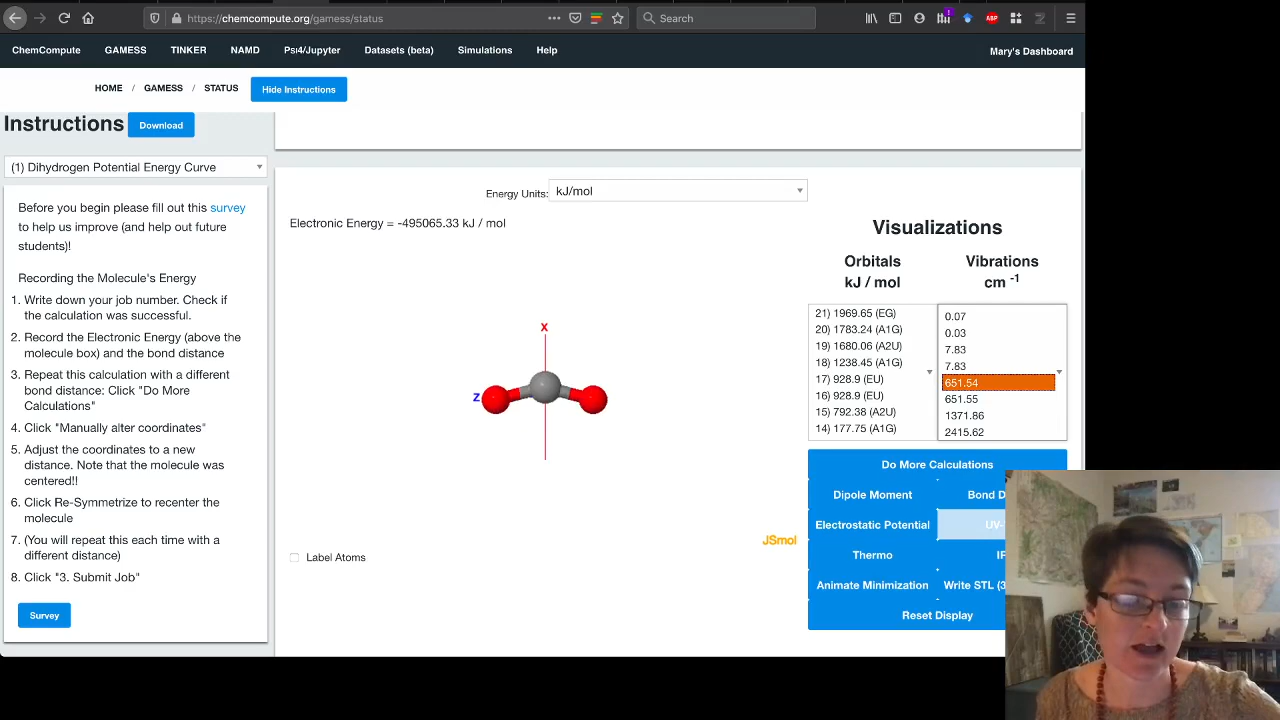 https://chemcompute.org/gamess/status
Search
ABP
ChemCompute GAMESS TINKER NAMD Psi4/Jupyter Datasets (beta) Simulations Help Mary's Dashboard
HOME / GAMESS / STATUS Hide Instructions
Instructions Download
(1) Dihydrogen Potential Energy Curve
Before you begin please fill out this survey
to help us improve (and help out future
students)!
Recording the Molecule's Energy
1. Write down your job number. Check if
the calculation was successful.
2. Record the Electronic Energy (above the
molecule box) and the bond distance
3. Repeat this calculation with a different
bond distance: Click "Do More
Calculations"
4. Click "Manually alter coordinates"
5. Adjust the coordinates to a new
distance. Note that the molecule was
centered!!
6. Click Re-Symmetrize to recenter the
molecule
7. (You will repeat this each time with a
different distance)
8. Click "3. Submit Job"
Survey
Energy Units: kJ/mol
Electronic Energy = -495065.33 kJ / mol
X
Z
JSmol
Label Atoms
Visualizations
Orbitals
kJ / mol
21) 1969.65 (EG)
20) 1783.24 (A1G)
19) 1680.06 (A2U)
18) 1238.45 (A1G)
17) 928.9 (EU)
16) 928.9 (EU)
15) 792.38 (A2U)
14) 177.75 (A1G)
Vibrations
cm -1
0.07
0.03
7.83
7.83
651.54
651.55
1371.86
2415.62
Do More Calculations
Dipole Moment Bond D
Electrostatic Potential UV-
Thermo
Animate Minimization Write STL (3
Reset Display